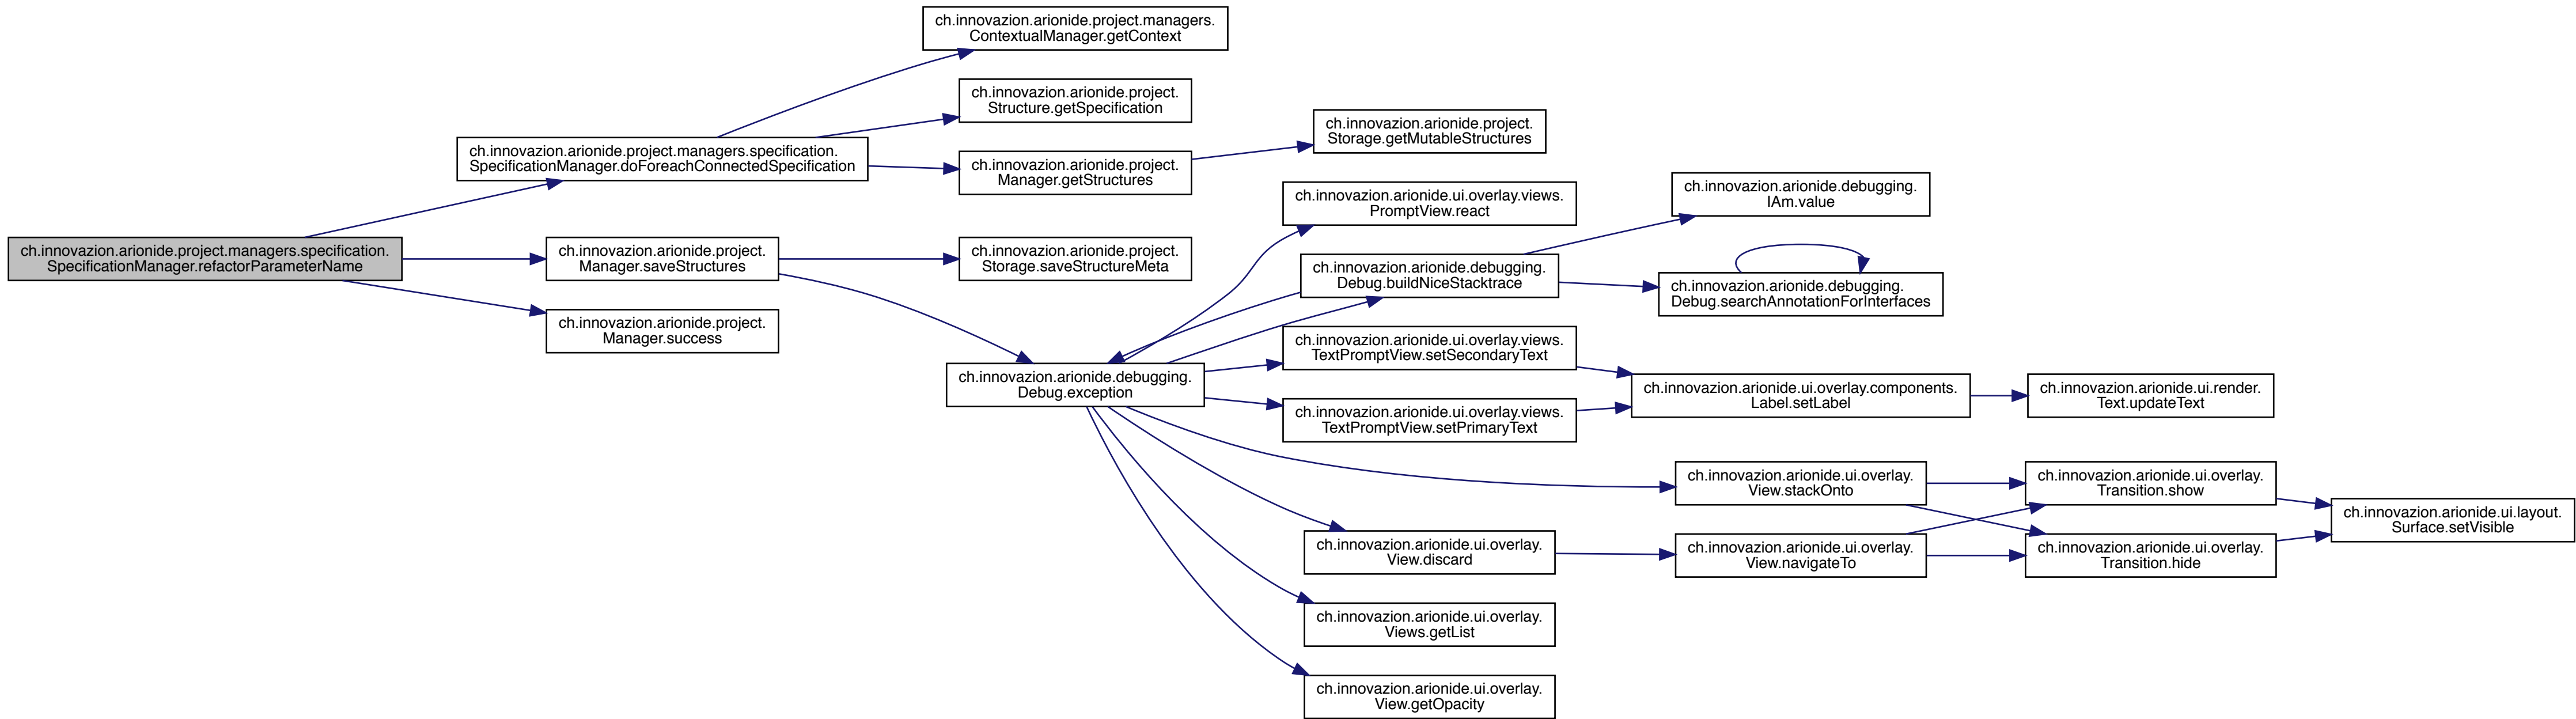 ch.innovazion.arionide.project.managers.specification.
SpecificationManager.refactorParameterName
ch.innovazion.arionide.project.managers.specification.
SpecificationManager.doForeachConnectedSpecification
ch.innovazion.arionide.project.managers.
ContextualManager.getContext
ch.innovazion.arionide.project.
Structure.getSpecification
ch.innovazion.arionide.project.
Manager.getStructures
ch.innovazion.arionide.project.
Storage.getMutableStructures
ch.innovazion.arionide.project.
Manager.saveStructures
ch.innovazion.arionide.project.
Storage.saveStructureMeta
ch.innovazion.arionide.project.
Manager.success
ch.innovazion.arionide.debugging.
Debug.exception
ch.innovazion.arionide.ui.overlay.views.
PromptView.react
ch.innovazion.arionide.debugging.
Debug.buildNiceStacktrace
ch.innovazion.arionide.debugging.
IAm.value
ch.innovazion.arionide.debugging.
Debug.searchAnnotationForInterfaces
ch.innovazion.arionide.ui.overlay.views.
TextPromptView.setSecondaryText
ch.innovazion.arionide.ui.overlay.views.
TextPromptView.setPrimaryText
ch.innovazion.arionide.ui.overlay.components.
Label.setLabel
ch.innovazion.arionide.ui.render.
Text.updateText
ch.innovazion.arionide.ui.overlay.
View.stackOnto
ch.innovazion.arionide.ui.overlay.
Transition.show
ch.innovazion.arionide.ui.layout.
Surface.setVisible
ch.innovazion.arionide.ui.overlay.
View.discard
ch.innovazion.arionide.ui.overlay.
View.navigateTo
ch.innovazion.arionide.ui.overlay.
Transition.hide
ch.innovazion.arionide.ui.overlay.
Views.getList
ch.innovazion.arionide.ui.overlay.
View.getOpacity